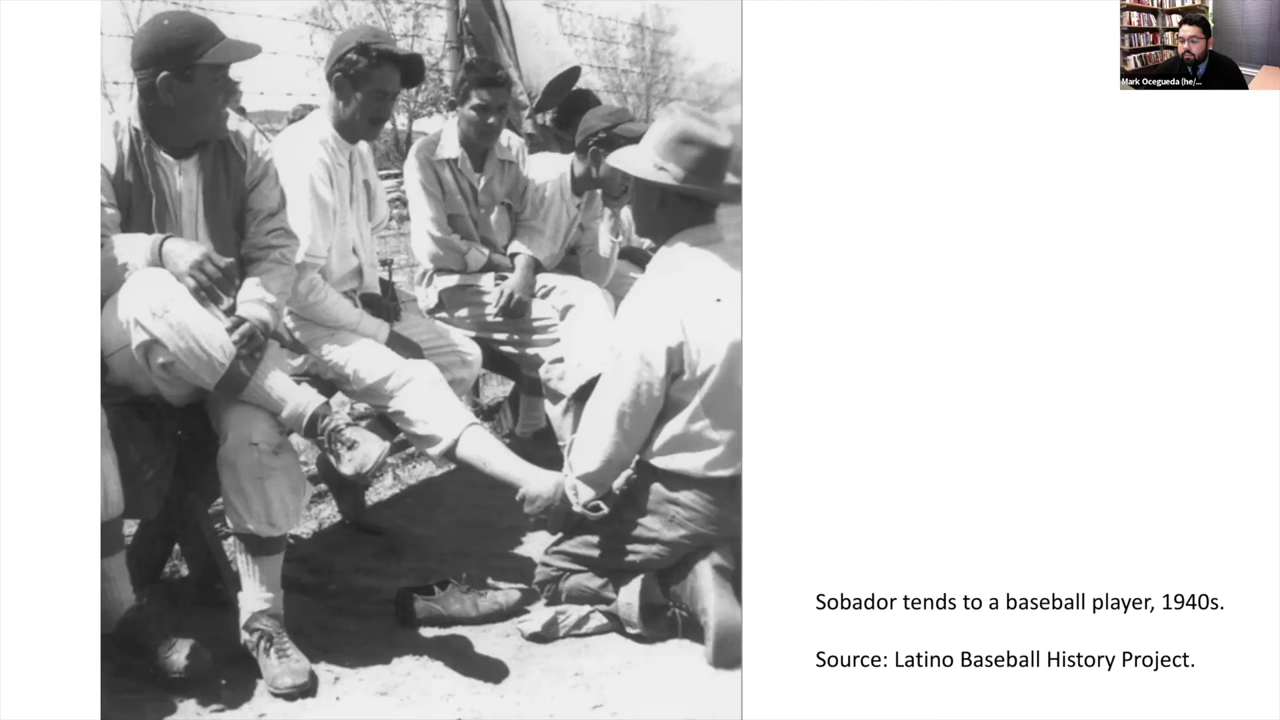 Mark Ocegueda (he/...
Sobador tends to a baseball player, 1940s.
Source: Latino Baseball History Project.